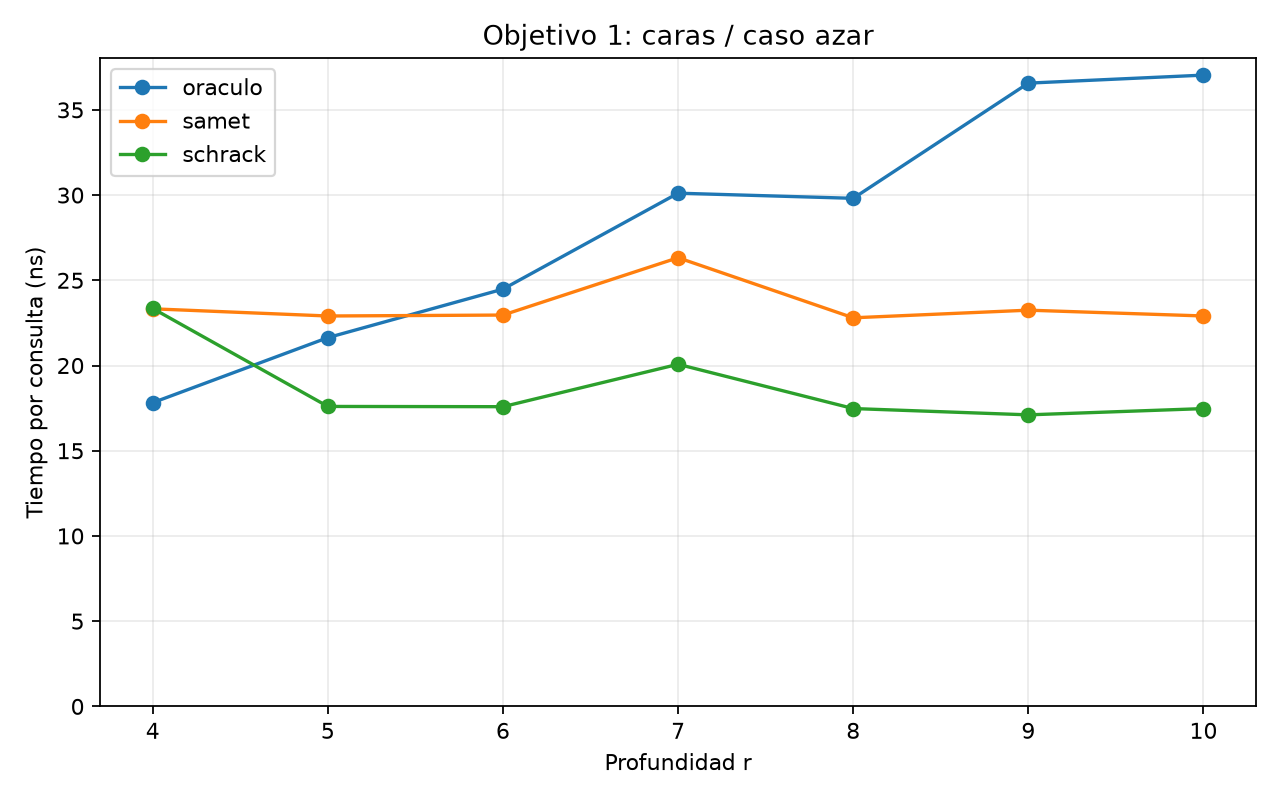 Objetivo 1: caras / caso azar
oraculo
samet
schrack
Tiempo por consulta (ns)
35
30
25
20
15
10
5
0
4 5 6 7 8 9 10
Profundidad r